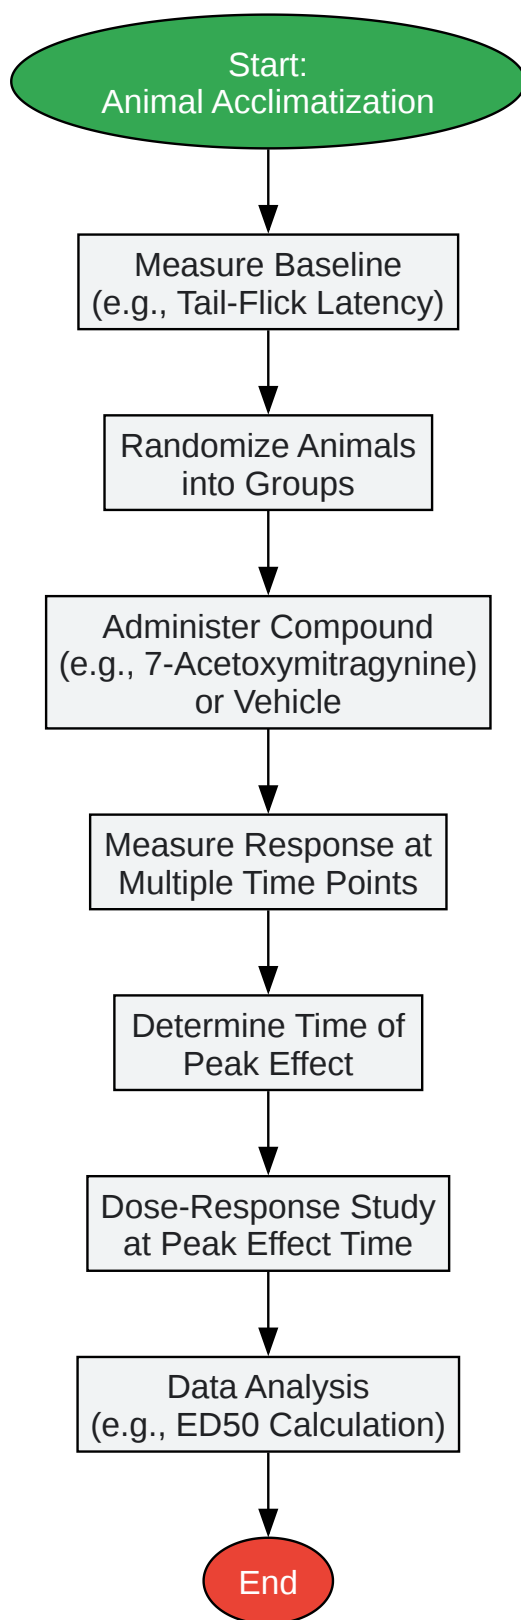 Start:
Animal Acclimatization
Measure Baseline
(e.g., Tail-Flick Latency)
Randomize Animals
into Groups
Administer Compound
(e.g., 7-Acetoxymitragynine)
or Vehicle
Measure Response at
Multiple Time Points
Determine Time of
Peak Effect
Dose-Response Study
at Peak Effect Time
Data Analysis
(e.g., ED50 Calculation)
End